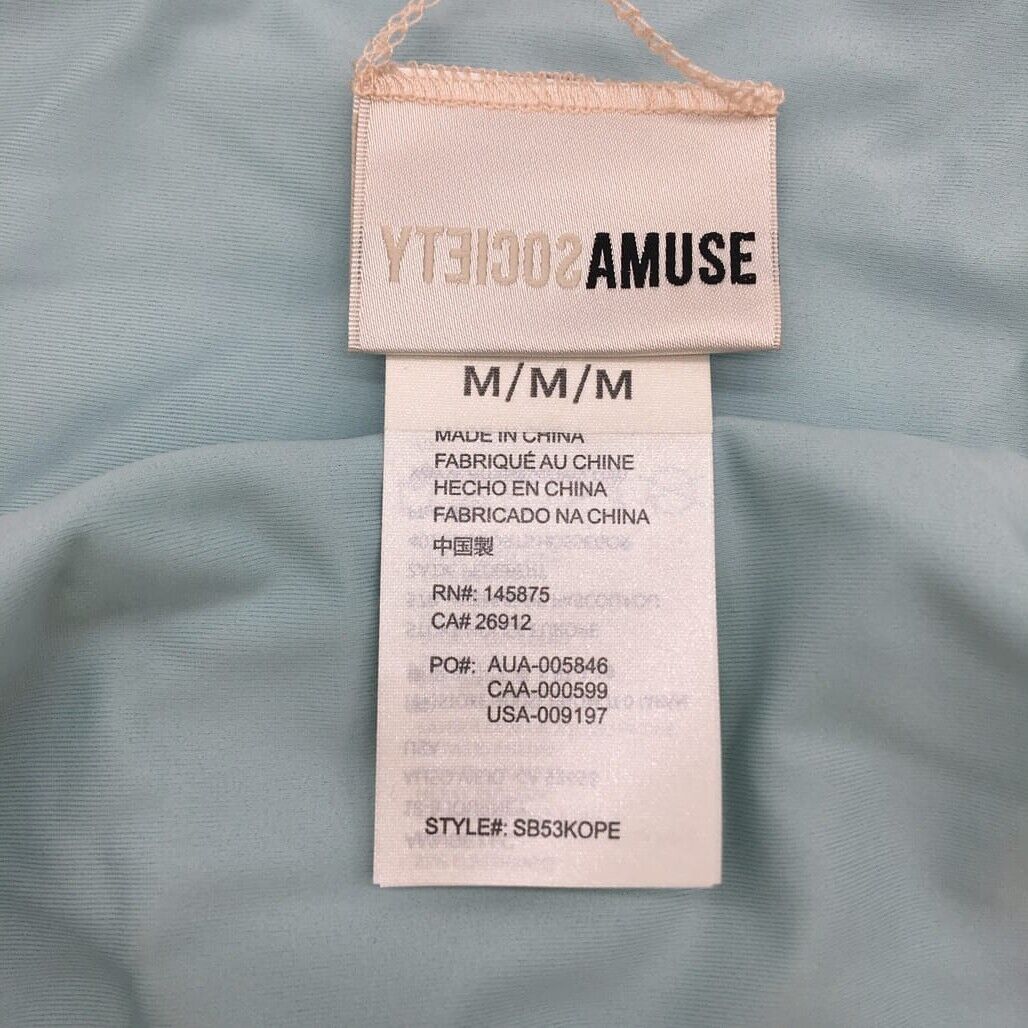 SOCIETYAMUSE
M/M/M
MADE IN CHINA
FABRIQUÉ AU CHINE
HECHO EN CHINA
FABRICADO NA CHINA
中国製
RN#: 145875
CA# 26912
PO#: AUA-005846
CAA-000599
USA-009197
STYLE#: SB53KOPE